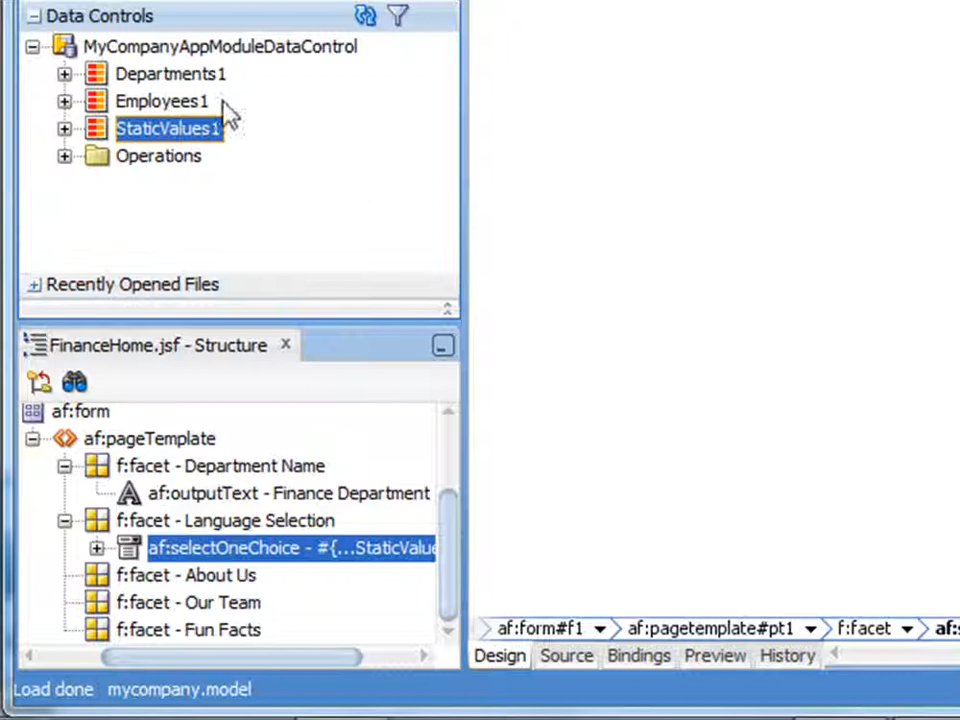 Data Controls
MyCompanyAppModuleDataControl
Departments1
Employees1
StaticValues1
Operations
Recently Opened Files
FinanceHome.jsf - Structure x
af:form
af:pageTemplate
f:facet - Department Name
af:outputText - Finance Department
f:facet - Language Selection
af:selectOneChoice - #{...StaticValue
f:facet - About Us
f:facet - Our Team
f:facet - Fun Facts
af:form#f1 af:pagetemplate#pt1 f:facet af:
Design Source Bindings Preview History
Load done mycompany.model